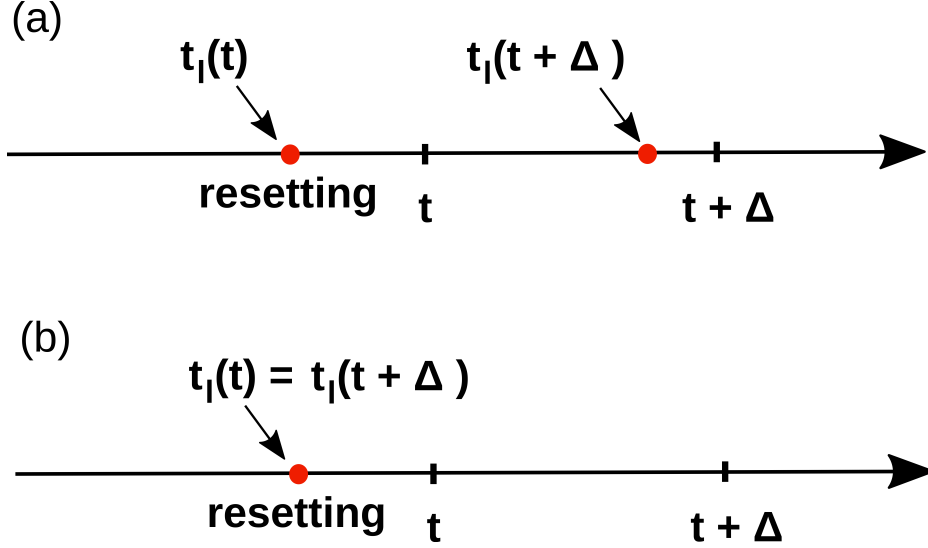 (a)
tl(t) tl(t + Δ )
resetting t t + Δ
(b)
tl(t) = tl(t + Δ )
resetting t t + Δ